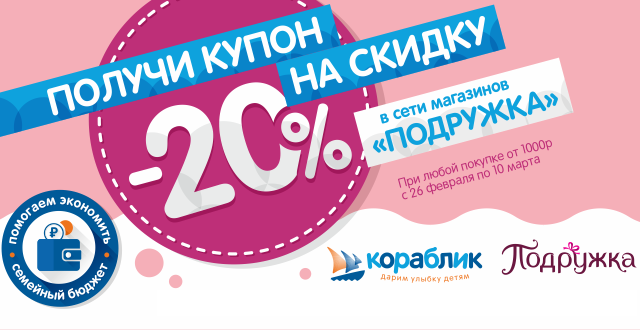 ПОЛУЧИ КУПОН
НА СКИДКУ
-20%
в сети магазинов
«ПОДРУЖКА»
При любой покупке от 1000р
с 26 февраля по 10 марта
помогаем экономить
семейный бюджет
₽
кораблик
дарим улыбку детям
Подружка